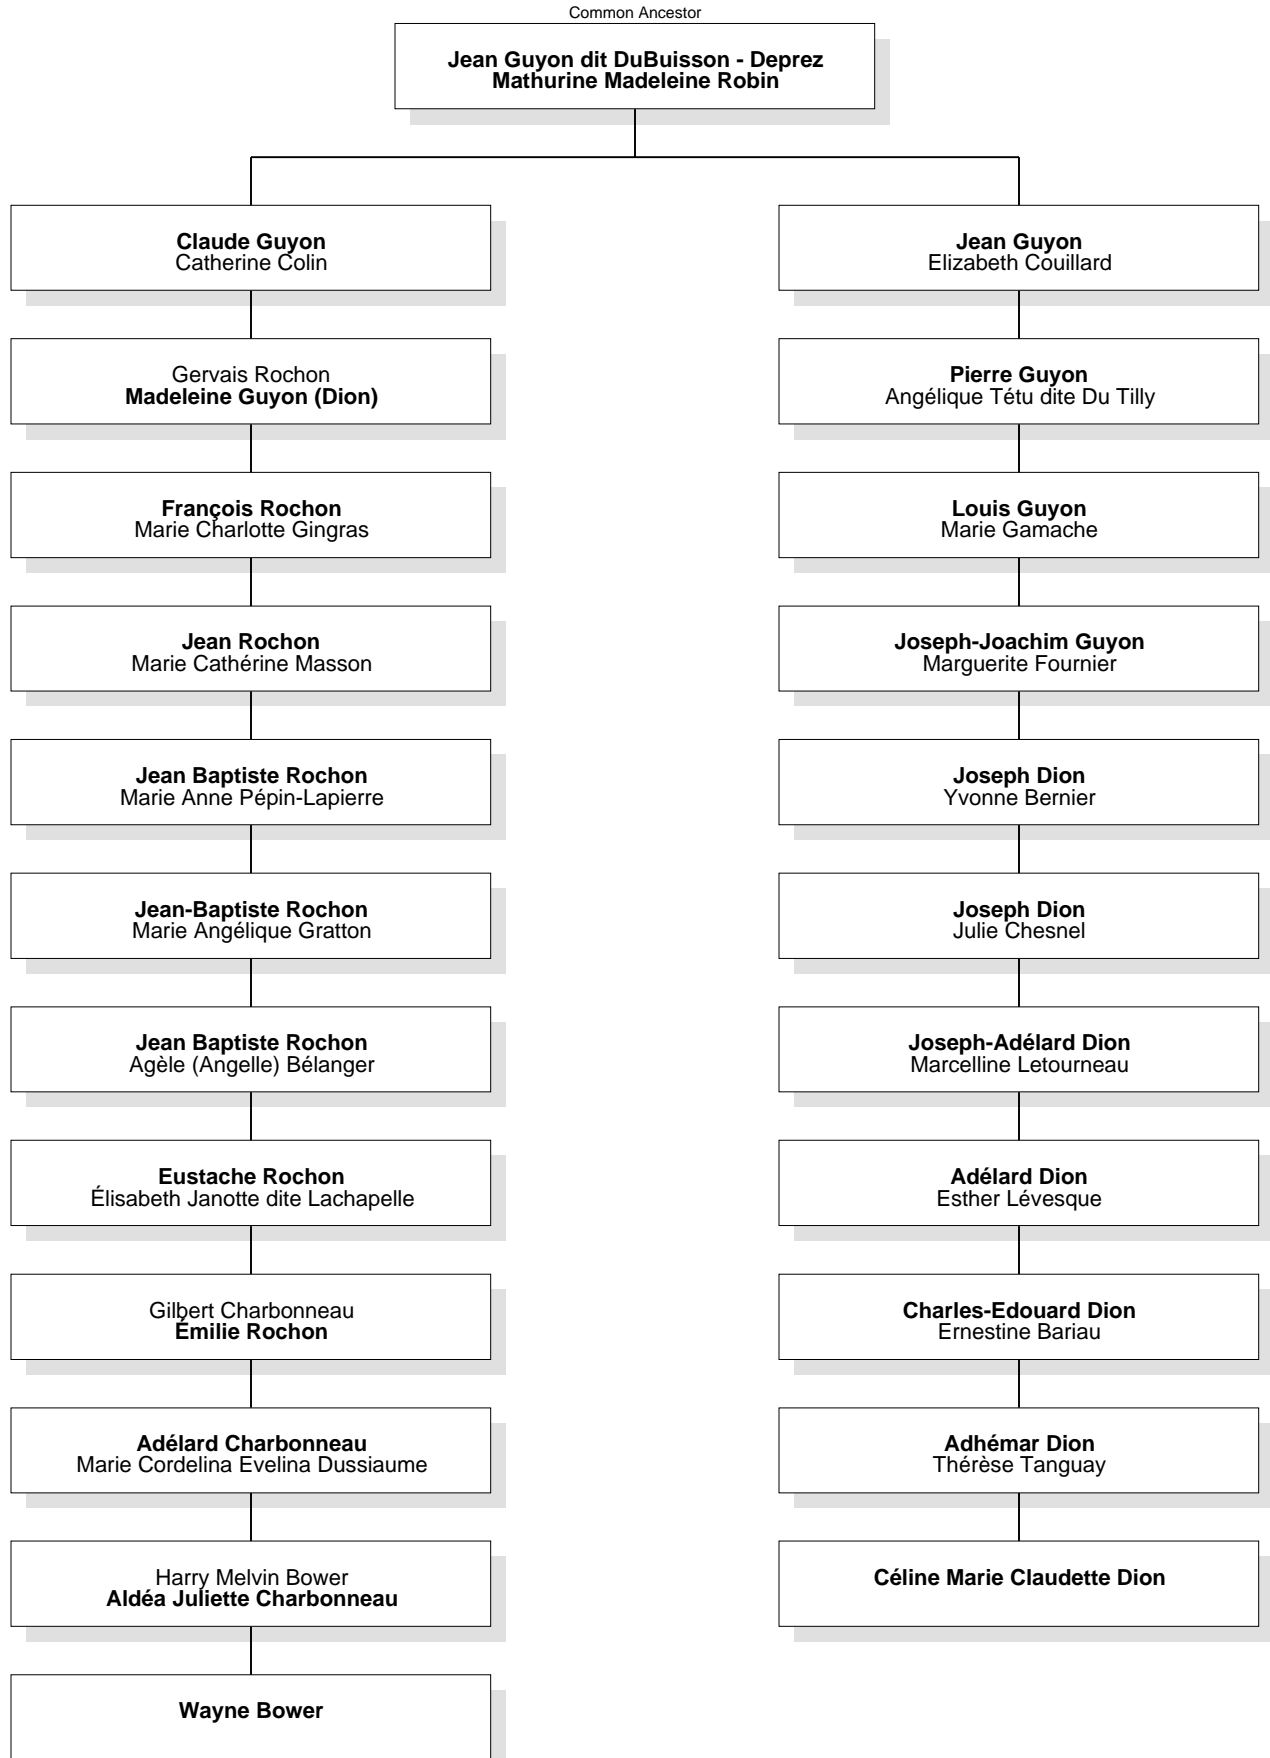 Common Ancestor
Jean Guyon dit DuBuisson - Deprez
Mathurine Madeleine Robin
Claude Guyon
Catherine Colin
Jean Guyon
Elizabeth Couillard
Gervais Rochon
Madeleine Guyon (Dion)
Pierre Guyon
Angélique Tétu dite Du Tilly
François Rochon
Marie Charlotte Gingras
Louis Guyon
Marie Gamache
Jean Rochon
Marie Cathérine Masson
Joseph-Joachim Guyon
Marguerite Fournier
Jean Baptiste Rochon
Marie Anne Pépin-Lapierre
Joseph Dion
Yvonne Bernier
Jean-Baptiste Rochon
Marie Angélique Gratton
Joseph Dion
Julie Chesnel
Jean Baptiste Rochon
Agèle (Angelle) Bélanger
Joseph-Adélard Dion
Marcelline Letourneau
Eustache Rochon
Élisabeth Janotte dite Lachapelle
Adélard Dion
Esther Lévesque
Gilbert Charbonneau
Émilie Rochon
Charles-Edouard Dion
Ernestine Bariau
Adélard Charbonneau
Marie Cordelina Evelina Dussiaume
Adhémar Dion
Thérèse Tanguay
Harry Melvin Bower
Aldéa Juliette Charbonneau
Céline Marie Claudette Dion
Wayne Bower